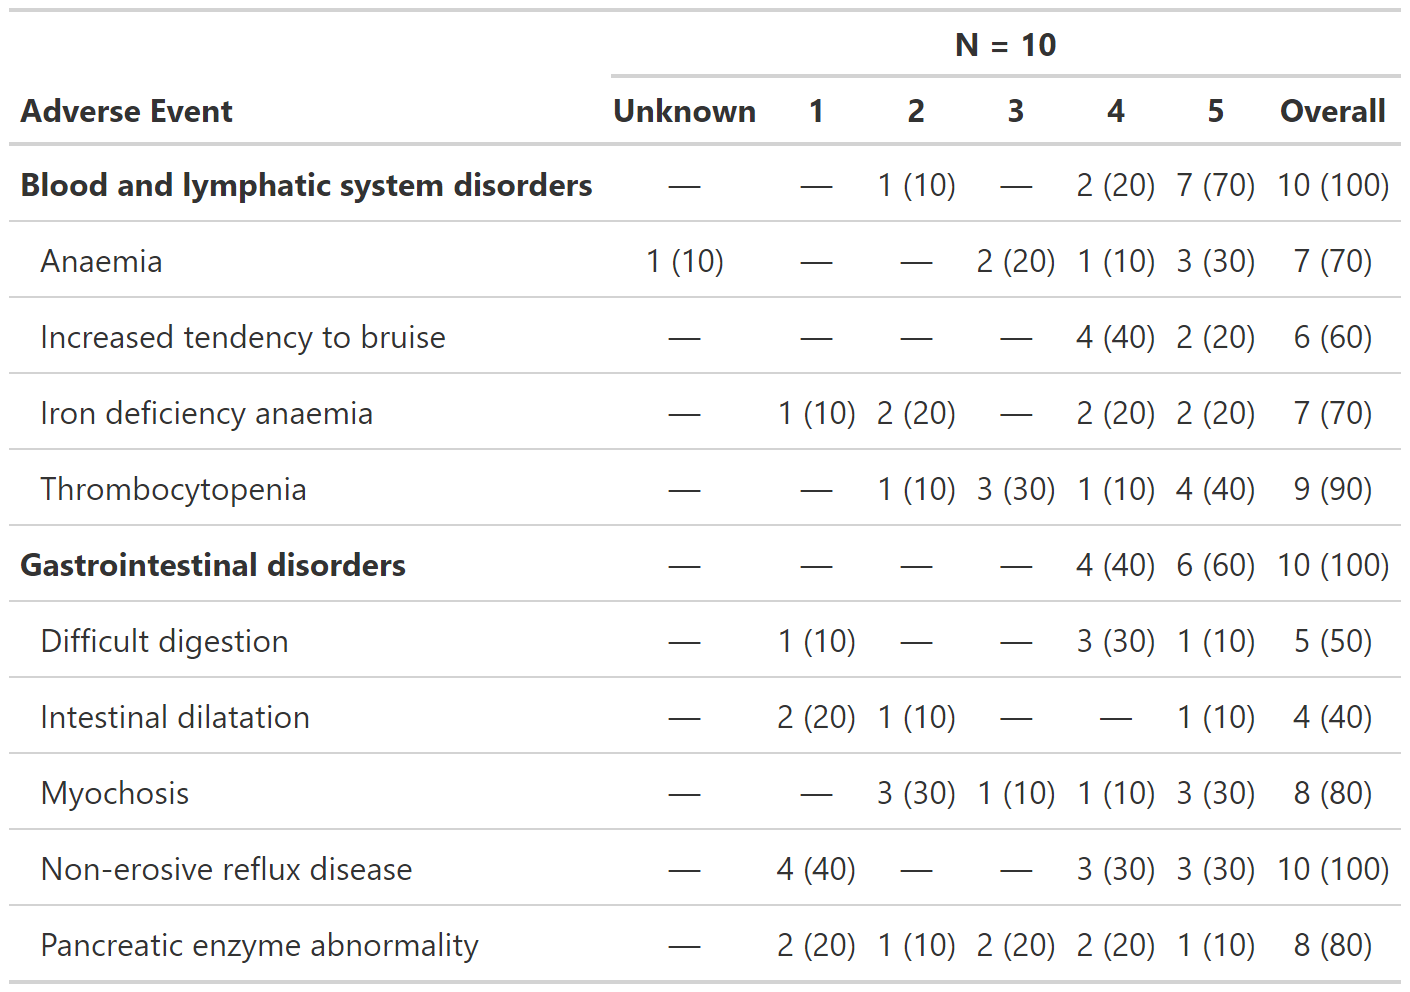 N = 10
Adverse Event Unknown 1 2 3 4 5 Overall
Blood and lymphatic system disorders — — 1 (10) — 2 (20) 7 (70) 10 (100)
Anaemia 1 (10) — — 2 (20) 1 (10) 3 (30) 7 (70)
Increased tendency to bruise — — — — 4 (40) 2 (20) 6 (60)
Iron deficiency anaemia — 1 (10) 2 (20) — 2 (20) 2 (20) 7 (70)
Thrombocytopenia — — 1 (10) 3 (30) 1 (10) 4 (40) 9 (90)
Gastrointestinal disorders — — — — 4 (40) 6 (60) 10 (100)
Difficult digestion — 1 (10) — — 3 (30) 1 (10) 5 (50)
Intestinal dilatation — 2 (20) 1 (10) — — 1 (10) 4 (40)
Myochosis — — 3 (30) 1 (10) 1 (10) 3 (30) 8 (80)
Non-erosive reflux disease — 4 (40) — — 3 (30) 3 (30) 10 (100)
Pancreatic enzyme abnormality — 2 (20) 1 (10) 2 (20) 2 (20) 1 (10) 8 (80)